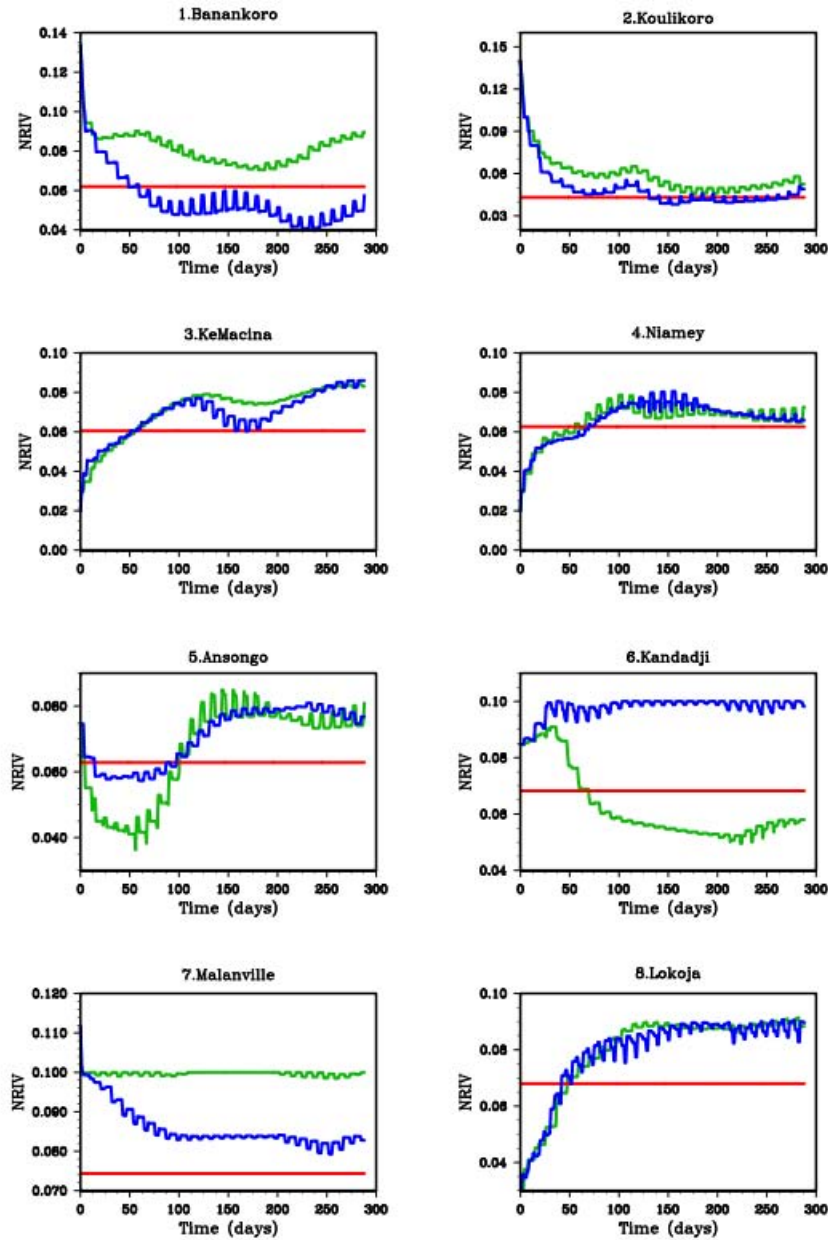 1.Banankoro
NRIV
0.14
0.12
0.10
0.08
0.06
0.04
0 50 100 150 200 250 300
Time (days)
2.Koulikoro
NRIV
0.15
0.12
0.09
0.06
0.03
0 50 100 150 200 250 300
Time (days)
3.KeMacina
NRIV
0.10
0.08
0.06
0.04
0.02
0.00
0 50 100 150 200 250 300
Time (days)
4.Niamey
NRIV
0.10
0.08
0.06
0.04
0.02
0.00
0 50 100 150 200 250 300
Time (days)
5.Ansongo
NRIV
0.080
0.060
0.040
0 50 100 150 200 250 300
Time (days)
6.Kandadji
NRIV
0.10
0.08
0.06
0.04
0 50 100 150 200 250 300
Time (days)
7.Malanville
NRIV
0.120
0.110
0.100
0.090
0.080
0.070
0 50 100 150 200 250 300
Time (days)
8.Lokoja
NRIV
0.10
0.08
0.06
0.04
0 50 100 150 200 250 300
Time (days)